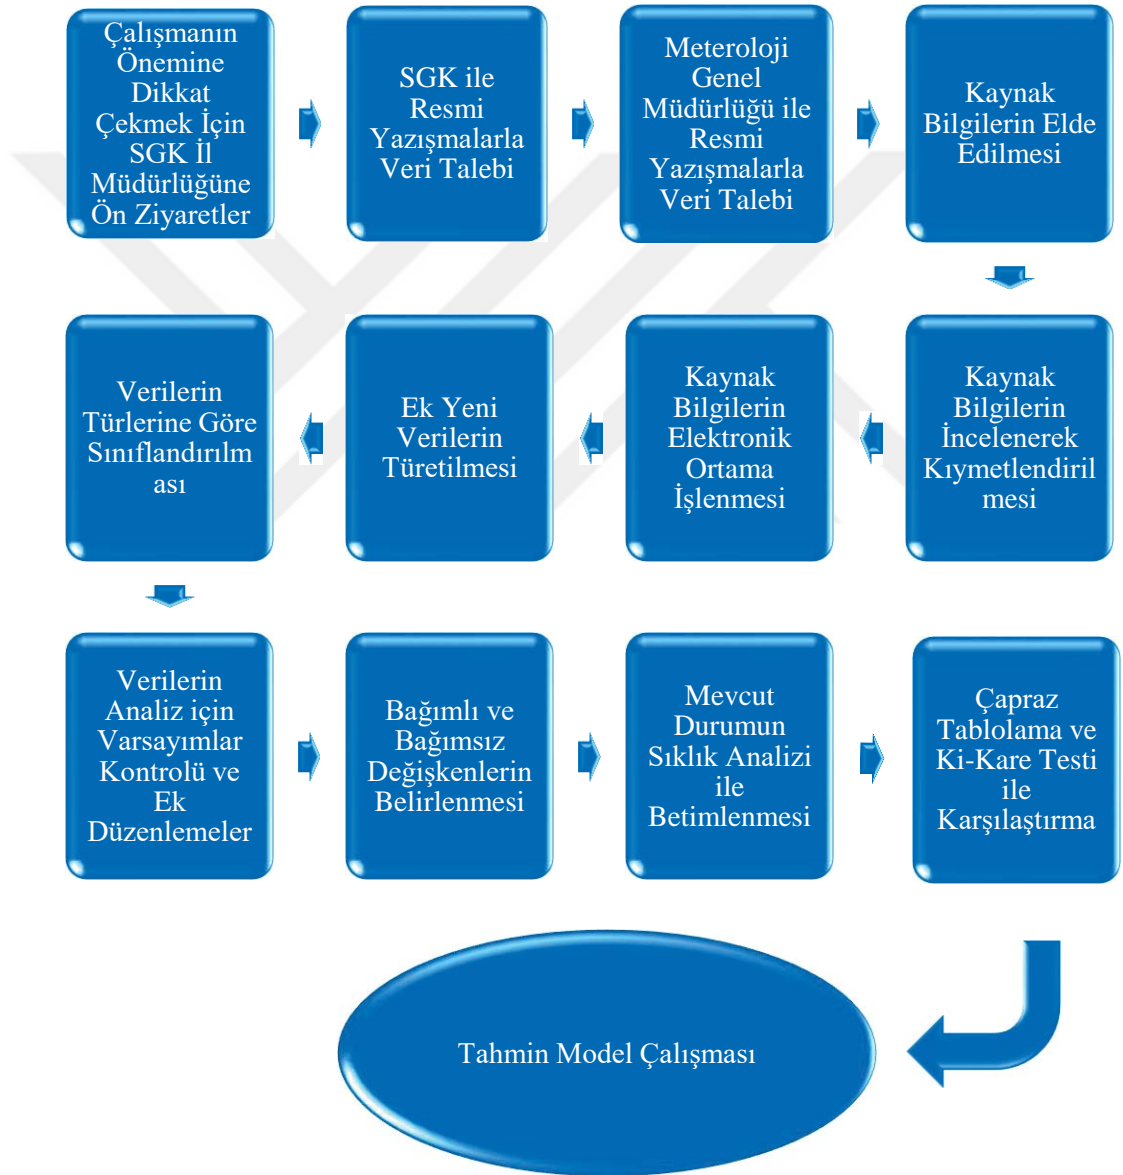 Çalışmanın
Önemine
Dikkat
Çekmek İçin
SGK İl
Müdürlüğüne
Ön Ziyaretler
SGK ile
Resmi
Yazışmalarla
Veri Talebi
Meteroloji
Genel
Müdürlüğü ile
Resmi
Yazışmalarla
Veri Talebi
Kaynak
Bilgilerin Elde
Edilmesi
Kaynak
Bilgilerin
İncelenerek
Kıymetlendiril
mesi
Kaynak
Bilgilerin
Elektronik
Ortama
İşlenmesi
Ek Yeni
Verilerin
Türetilmesi
Verilerin
Türlerine Göre
Sınıflandırılm
ası
Verilerin
Analiz için
Varsayımlar
Kontrolü ve
Ek
Düzenlemeler
Bağımlı ve
Bağımsız
Değişkenlerin
Belirlenmesi
Mevcut
Durumun
Sıklık Analizi
ile
Betimlenmesi
Çapraz
Tablolama ve
Ki-Kare Testi
ile
Karşılaştırma
Tahmin Model Çalışması